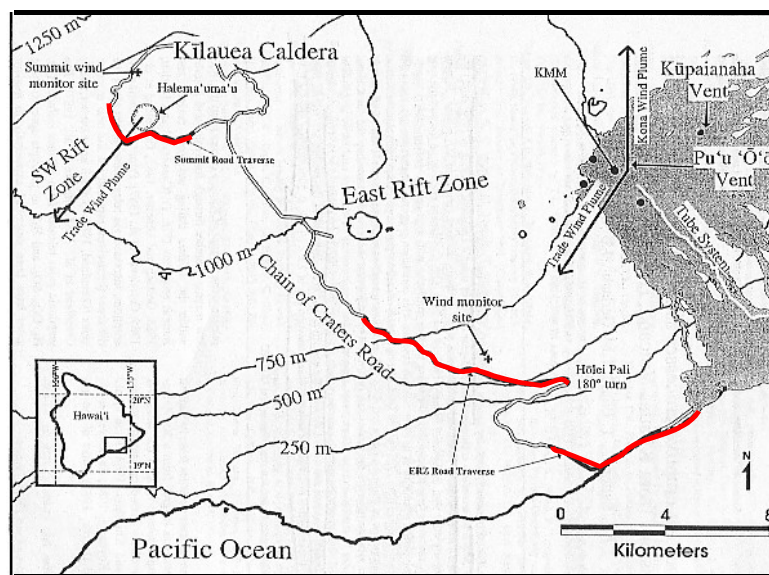 1250 m
Kīlauea Caldera
Summit wind
monitor site
Halema'uma'u
SW Rift
Zone
Trade Wind Plume
Summit Road Traverse
KMM
Kona Wind Plume
Kūpaianaha
Vent
Pu'u 'Ō'ō
Vent
East Rift Zone
Trade Wind Plume
Tube System
1000 m
Chain of Craters Road
Wind monitor
site
750 m
500 m
250 m
Hōlei Pali
180° turn
ERZ Road Traverse
Hawai'i
20°N
19°N
N
0 4 8
Kilometers
Pacific Ocean